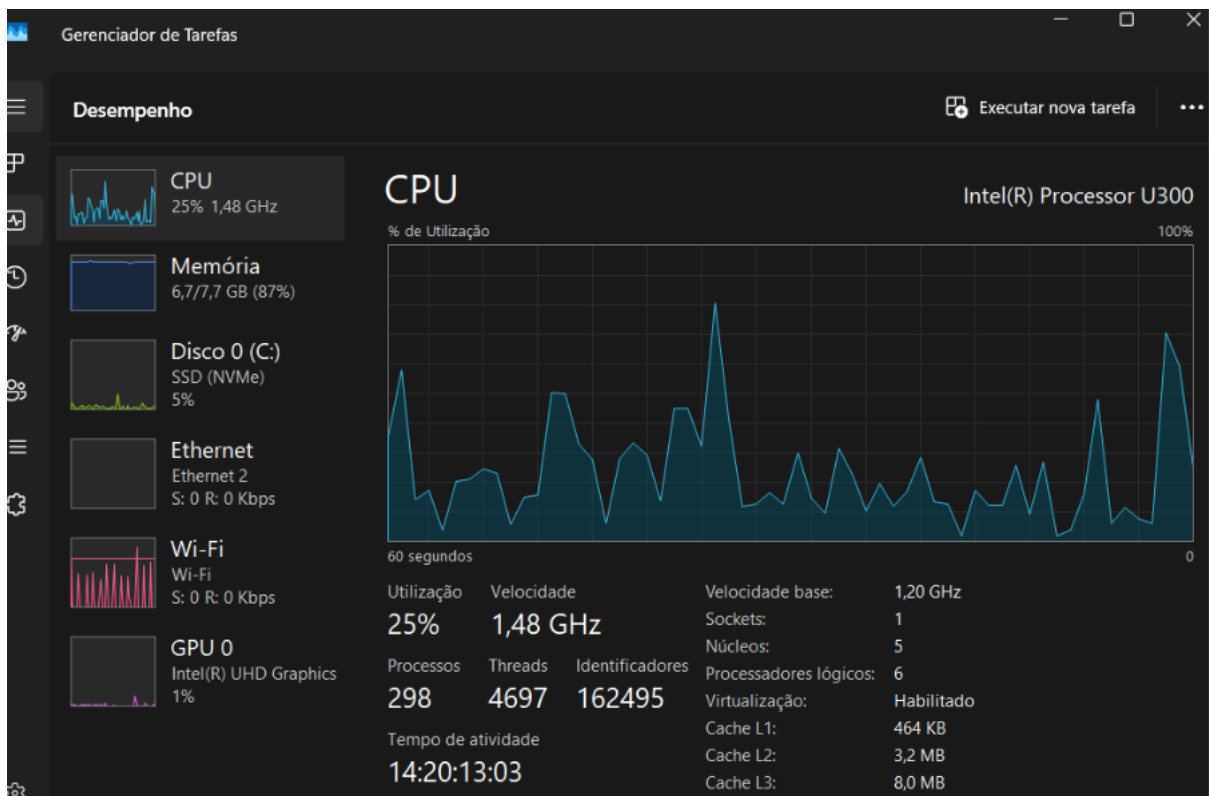 Gerenciador de Tarefas
Desempenho
Executar nova tarefa
CPU
25% 1,48 GHz
Memória
6,7/7,7 GB (87%)
Disco 0 (C:)
SSD (NVMe)
5%
Ethernet
Ethernet 2
S: 0 R: 0 Kbps
Wi-Fi
Wi-Fi
S: 0 R: 0 Kbps
GPU 0
Intel(R) UHD Graphics
1%
CPU
Intel(R) Processor U300
% de Utilização 100%
60 segundos 0
Utilização Velocidade
25% 1,48 GHz
Processos Threads Identificadores
298 4697 162495
Tempo de atividade
14:20:13:03
Velocidade base: 1,20 GHz
Sockets: 1
Núcleos: 5
Processadores lógicos: 6
Virtualização: Habilitado
Cache L1: 464 KB
Cache L2: 3,2 MB
Cache L3: 8,0 MB